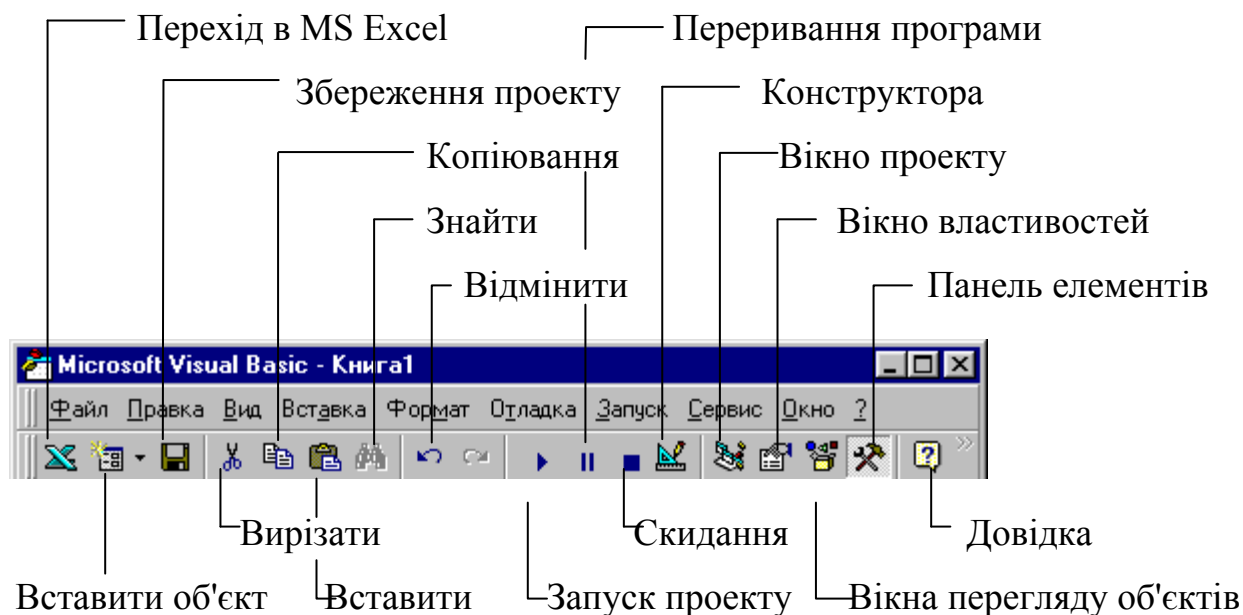 Перехід в MS Excel Переривання програми
Збереження проекту Конструктора
Копіювання Вікно проекту
Знайти Вікно властивостей
Відмінити Панель елементів
Microsoft Visual Basic - Книга1
Файл Правка Вид Вставка Формат Отладка Запуск Сервис Окно ?
Вирізати Скидання Довідка
Вставити об'єкт Вставити Запуск проекту Вікна перегляду об'єктів